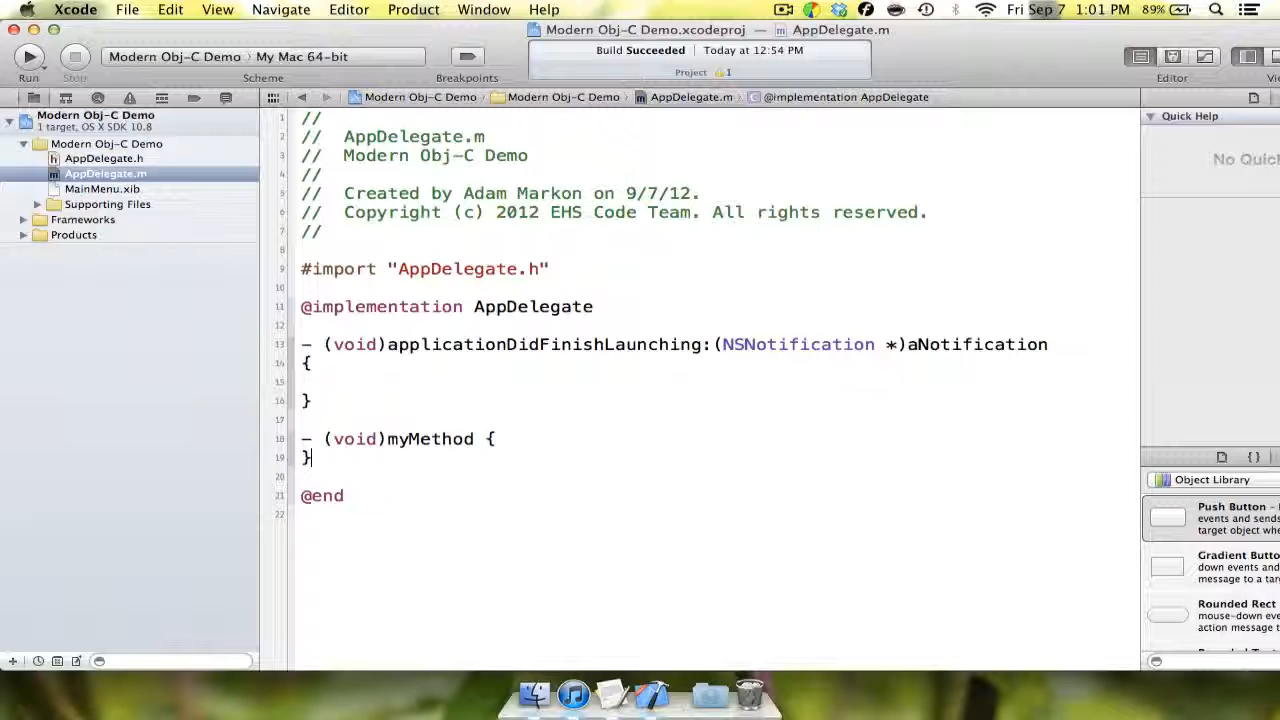 Xcode File Edit View Navigate Editor Product Window Help Fri Sep 7 1:01 PM 89%
Modern Obj-C Demo.xcodeproj — AppDelegate.m
Run Stop Modern Obj-C Demo › My Mac 64-bit Scheme Breakpoints
Build Succeeded | Today at 12:54 PM
Project 1
Editor
Modern Obj-C Demo › Modern Obj-C Demo › AppDelegate.m › @implementation AppDelegate
Modern Obj-C Demo
1 target, OS X SDK 10.8
Modern Obj-C Demo
AppDelegate.h
AppDelegate.m
MainMenu.xib
Supporting Files
Frameworks
Products
1 //
2 // AppDelegate.m
3 // Modern Obj-C Demo
4 //
5 // Created by Adam Markon on 9/7/12.
6 // Copyright (c) 2012 EHS Code Team. All rights reserved.
7 //
8
9 #import "AppDelegate.h"
10
11 @implementation AppDelegate
12
13 - (void)applicationDidFinishLaunching:(NSNotification *)aNotification
14 {
15
16 }
17
18 - (void)myMethod {
19 }
20
21 @end
22
Quick Help
No Quic
{ }
Object Library
Push Button –
events and sends
target object whe
Gradient Butto
down events and
message to a tar
Rounded Rect
mouse-down eve
action message t